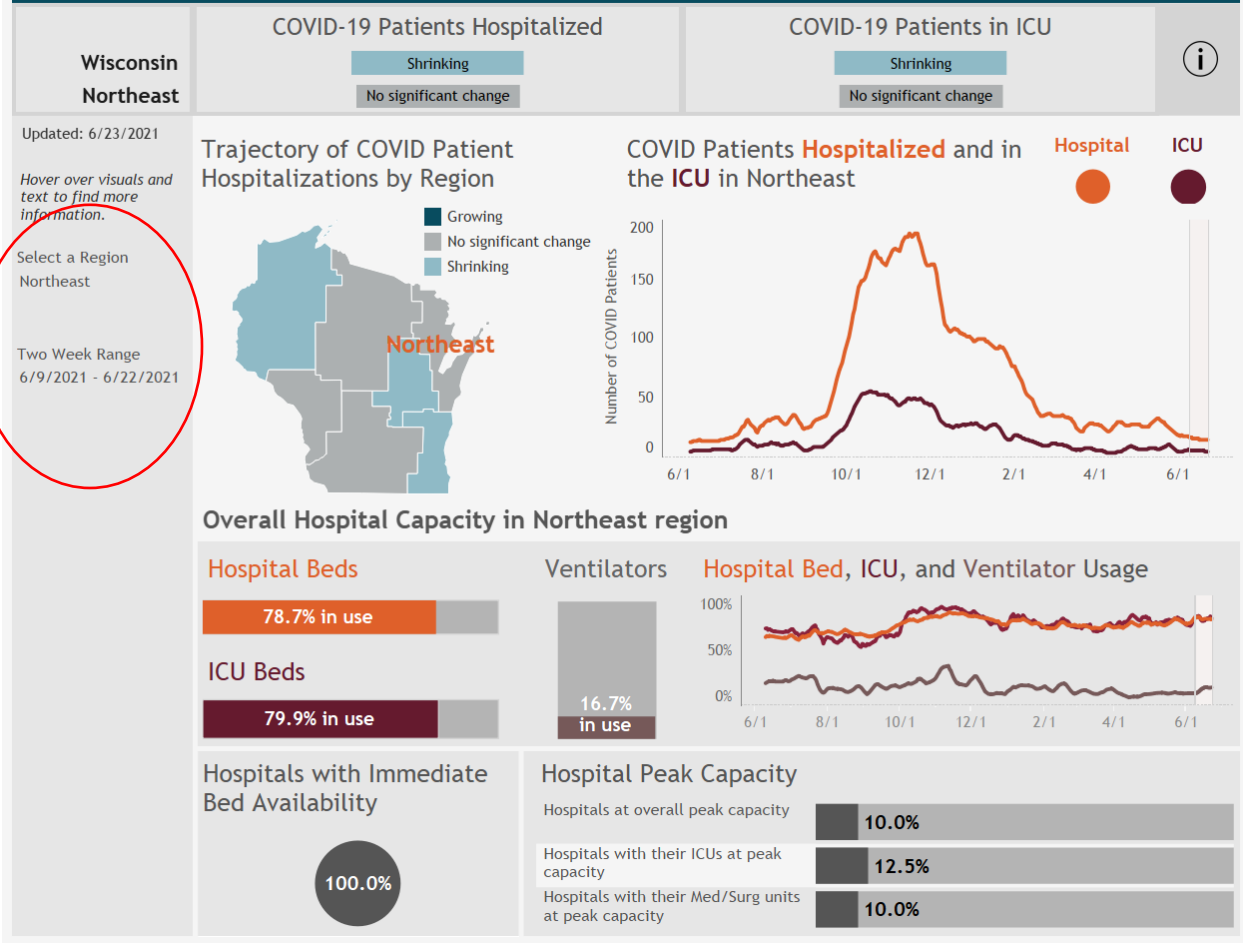 COVID-19 Patients Hospitalized
COVID-19 Patients in ICU
Wisconsin
Shrinking
Shrinking
i
Northeast
No significant change
No significant change
Updated: 6/23/2021
Hover over visuals and
text to find more
information.
Select a Region
Northeast
Two Week Range
6/9/2021 - 6/22/2021
Trajectory of COVID Patient
Hospitalizations by Region
Growing
No significant change
Shrinking
Northeast
COVID Patients Hospitalized and in
the ICU in Northeast
Hospital
ICU
Number of COVID Patients
200
150
100
50
0
6/1 8/1 10/1 12/1 2/1 4/1 6/1
Overall Hospital Capacity in Northeast region
Hospital Beds
78.7% in use
ICU Beds
79.9% in use
Ventilators
16.7%
in use
Hospital Bed, ICU, and Ventilator Usage
100%
50%
0%
6/1 8/1 10/1 12/1 2/1 4/1 6/1
Hospitals with Immediate
Bed Availability
100.0%
Hospital Peak Capacity
Hospitals at overall peak capacity
10.0%
Hospitals with their ICUs at peak
capacity
12.5%
Hospitals with their Med/Surg units
at peak capacity
10.0%